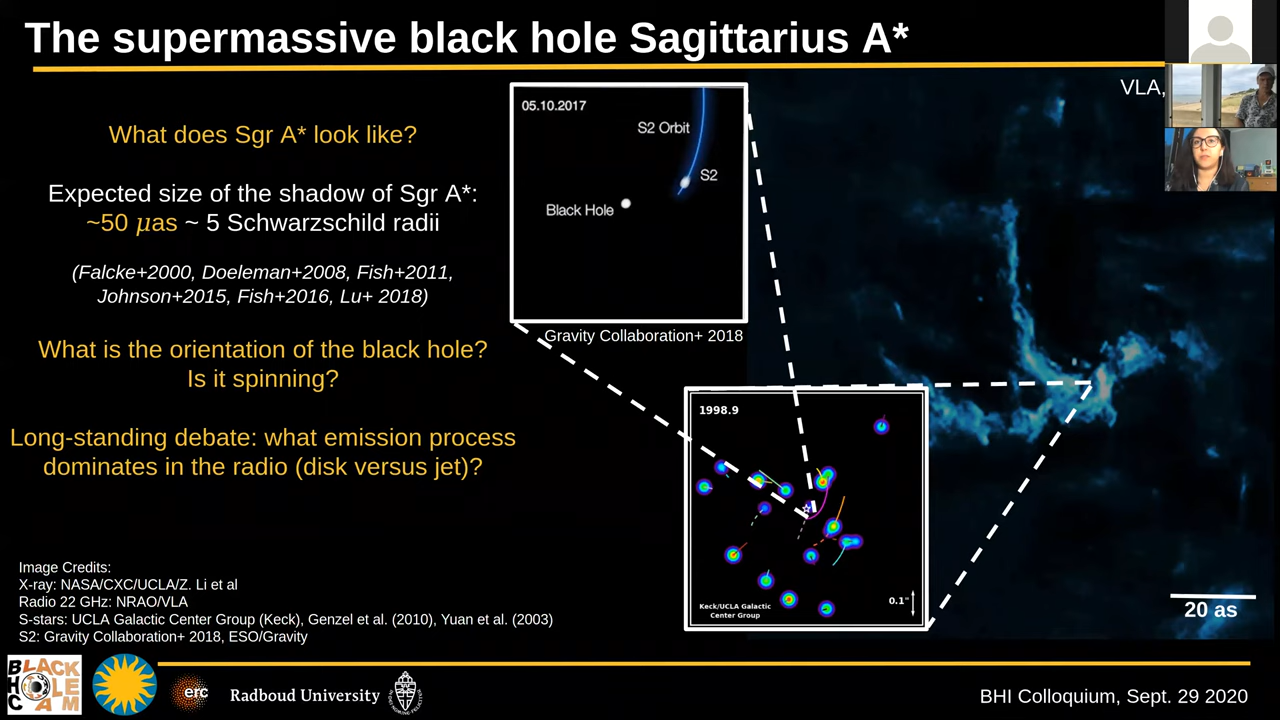 The supermassive black hole Sagittarius A*
VLA,
What does Sgr A* look like?
Expected size of the shadow of Sgr A*:
~50 𝜇as ~ 5 Schwarzschild radii
(Falcke+2000, Doeleman+2008, Fish+2011,
Johnson+2015, Fish+2016, Lu+ 2018)
What is the orientation of the black hole?
Is it spinning?
Long-standing debate: what emission process
dominates in the radio (disk versus jet)?
05.10.2017
S2 Orbit
S2
Black Hole
Gravity Collaboration+ 2018
1998.9
Keck/UCLA Galactic
Center Group
0.1"
20 as
Image Credits:
X-ray: NASA/CXC/UCLA/Z. Li et al
Radio 22 GHz: NRAO/VLA
S-stars: UCLA Galactic Center Group (Keck), Genzel et al. (2010), Yuan et al. (2003)
S2: Gravity Collaboration+ 2018, ESO/Gravity
BLACK
HOLE
CAM
erc
Radboud University
BHI Colloquium, Sept. 29 2020